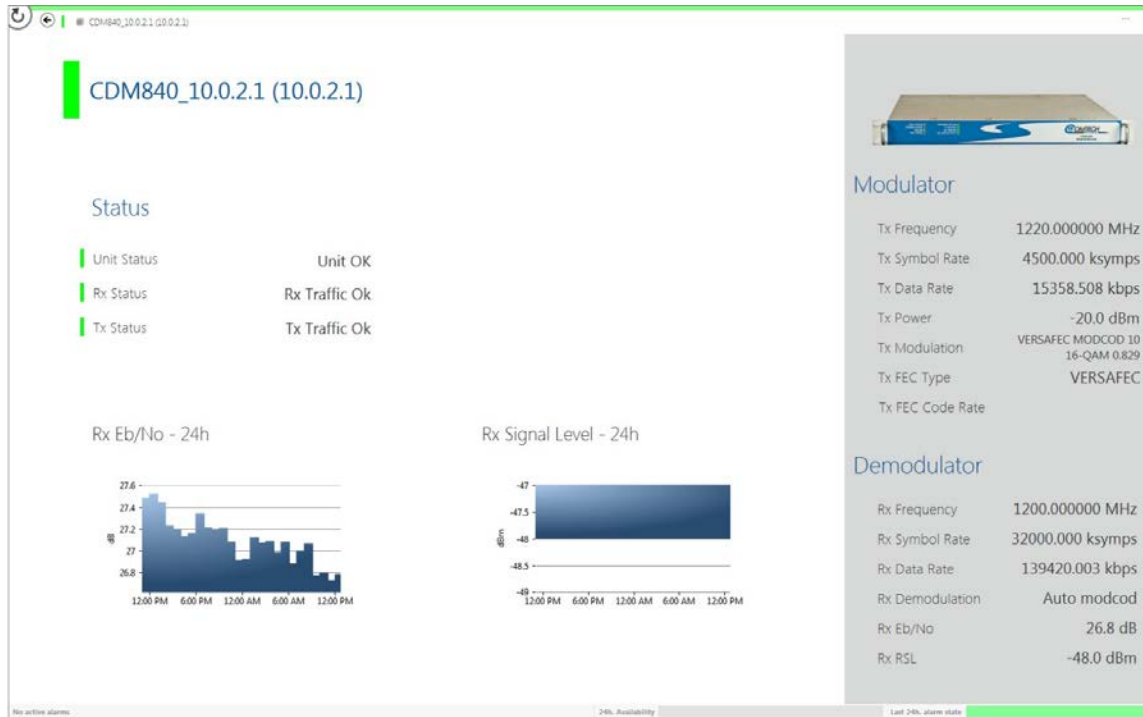 CDM840_10.0.2.1 (10.0.2.1)
...
CDM840_10.0.2.1 (10.0.2.1)
Status
Unit Status Unit OK
Rx Status Rx Traffic Ok
Tx Status Tx Traffic Ok
Rx Eb/No - 24h
27.6
27.4
27.2
27
26.8
dB
12:00 PM 6:00 PM 12:00 AM 6:00 AM 12:00 PM
Rx Signal Level - 24h
-47
-47.5
-48
-48.5
-49
dBm
12:00 PM 6:00 PM 12:00 AM 6:00 AM 12:00 PM
COMTECH
Modulator
Tx Frequency 1220.000000 MHz
Tx Symbol Rate 4500.000 ksymps
Tx Data Rate 15358.508 kbps
Tx Power -20.0 dBm
Tx Modulation VERSAFEC MODCOD 10
16-QAM 0.829
Tx FEC Type VERSAFEC
Tx FEC Code Rate
Demodulator
Rx Frequency 1200.000000 MHz
Rx Symbol Rate 32000.000 ksymps
Rx Data Rate 139420.003 kbps
Rx Demodulation Auto modcod
Rx Eb/No 26.8 dB
Rx RSL -48.0 dBm
No active alarms 24h. Availability Last 24h. alarm state